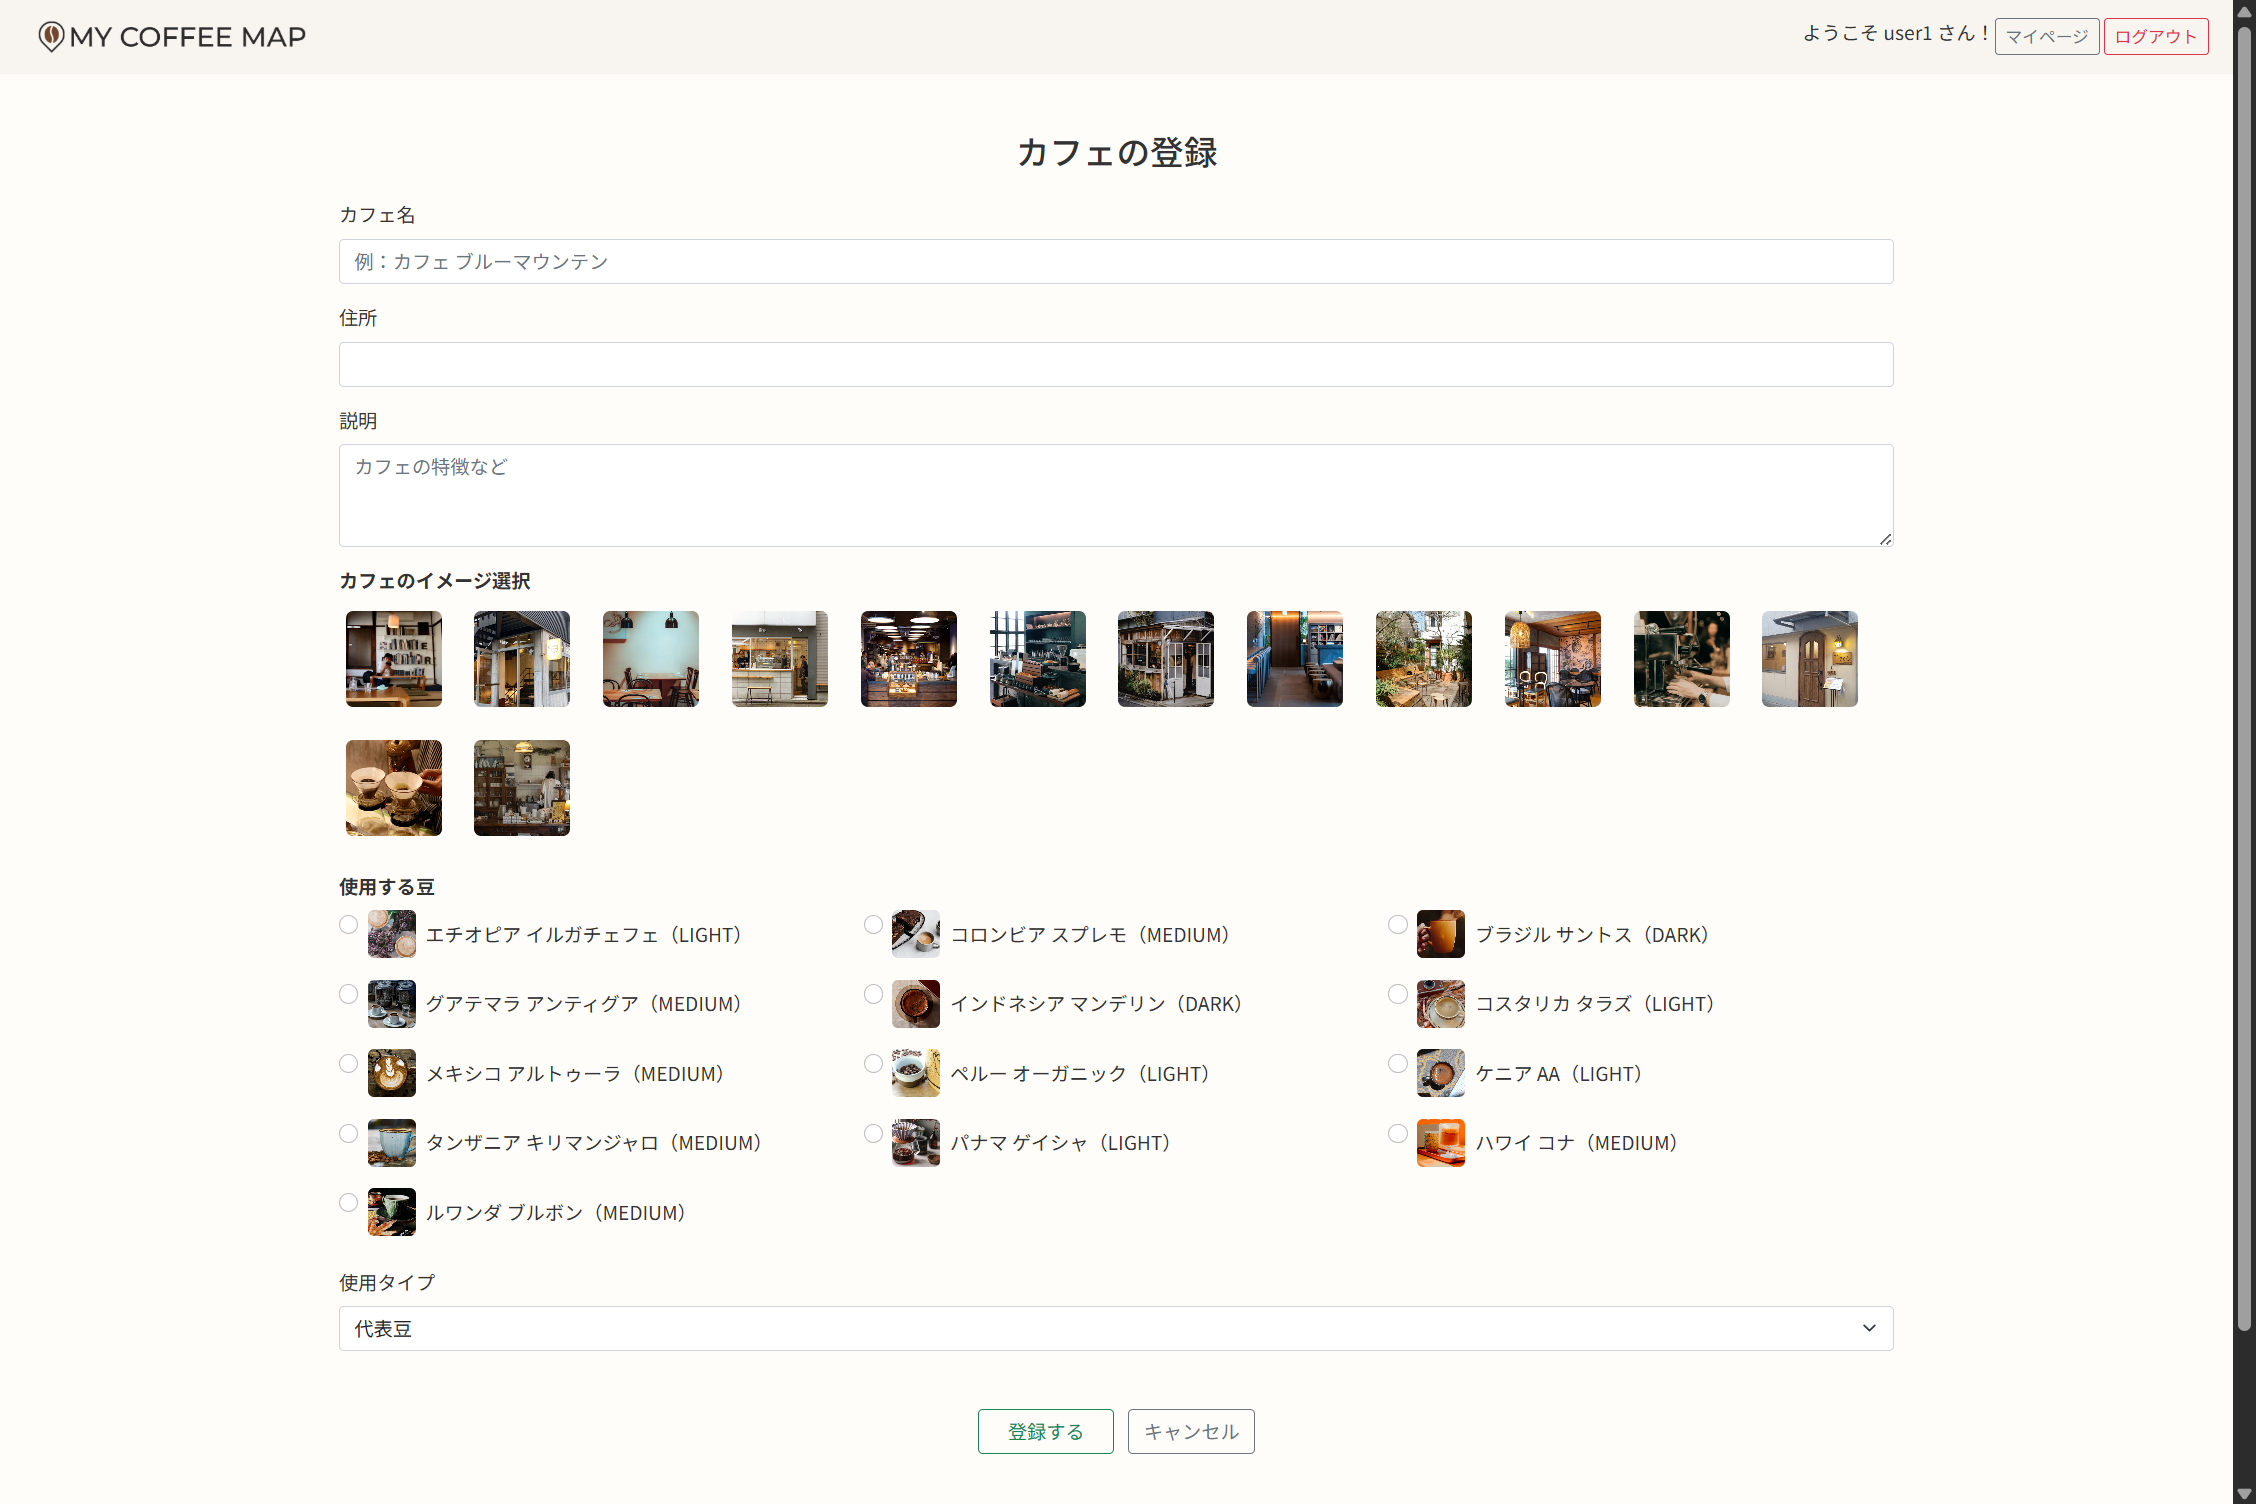 MY COFFEE MAP
ようこそ user1 さん！ マイページ ログアウト
カフェの登録
カフェ名
例：カフェ ブルーマウンテン
住所
説明
カフェの特徴など
カフェのイメージ選択
使用する豆
エチオピア イルガチェフェ（LIGHT） コロンビア スプレモ（MEDIUM） ブラジル サントス（DARK）
グアテマラ アンティグア（MEDIUM） インドネシア マンデリン（DARK） コスタリカ タラズ（LIGHT）
メキシコ アルトゥーラ（MEDIUM） ペルー オーガニック（LIGHT） ケニア AA（LIGHT）
タンザニア キリマンジャロ（MEDIUM） パナマ ゲイシャ（LIGHT） ハワイ コナ（MEDIUM）
ルワンダ ブルボン（MEDIUM）
使用タイプ
代表豆
登録する キャンセル